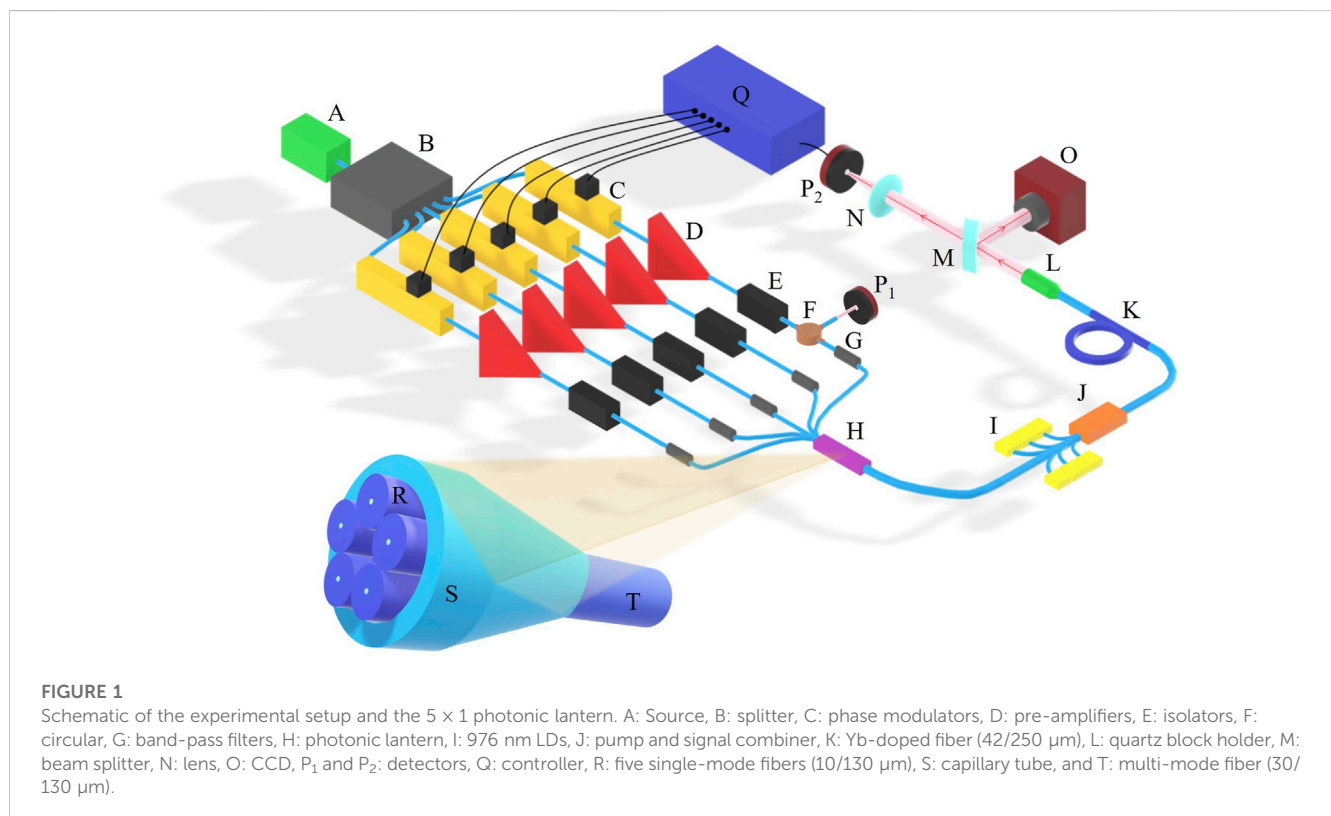 Q
A
B
O
P2
C
N
D
M
L
E
P1
F
K
G
J
I
H
R
S
T
FIGURE 1
Schematic of the experimental setup and the 5 × 1 photonic lantern. A: Source, B: splitter, C: phase modulators, D: pre-amplifiers, E: isolators, F:
circular, G: band-pass filters, H: photonic lantern, I: 976 nm LDs, J: pump and signal combiner, K: Yb-doped fiber (42/250 μm), L: quartz block holder, M:
beam splitter, N: lens, O: CCD, P1 and P2: detectors, Q: controller, R: five single-mode fibers (10/130 μm), S: capillary tube, and T: multi-mode fiber (30/
130 μm).